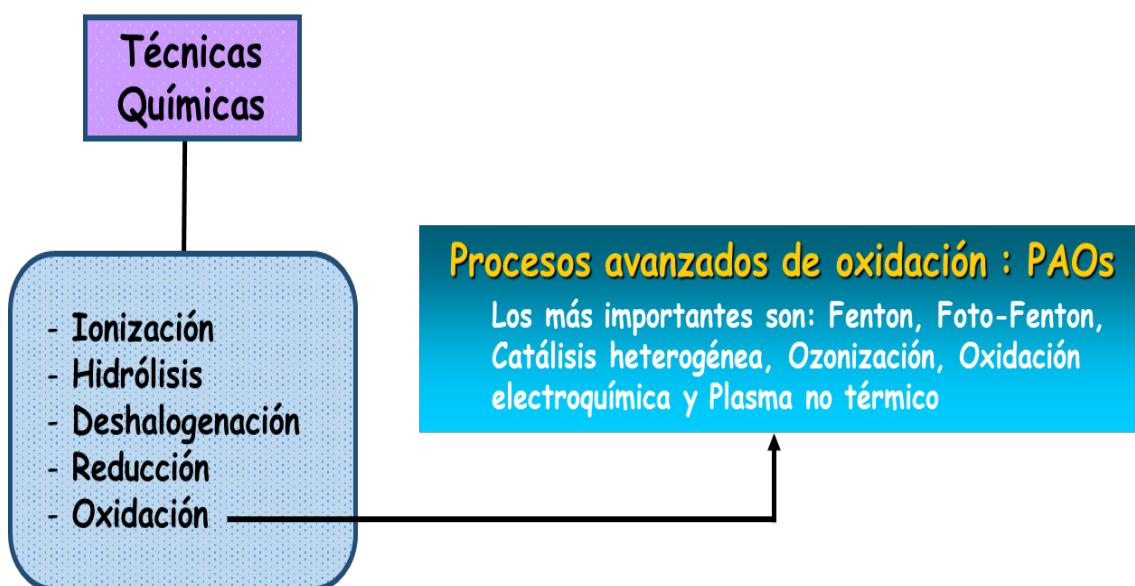 Técnicas
Químicas
- Ionización
- Hidrólisis
- Deshalogenación
- Reducción
- Oxidación
Procesos avanzados de oxidación : PAOs
Los más importantes son: Fenton, Foto-Fenton,
Catálisis heterogénea, Ozonización, Oxidación
electroquímica y Plasma no térmico